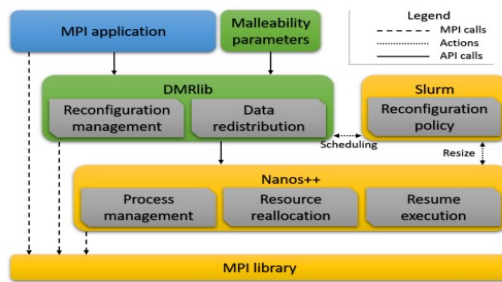 MPI application
Malleability
parameters
Legend
MPI calls
Actions
API calls
DMRlib
Reconfiguration
management
Data
redistribution
Slurm
Reconfiguration
policy
Scheduling
Resize
Nanos++
Process
management
Resource
reallocation
Resume
execution
MPI library